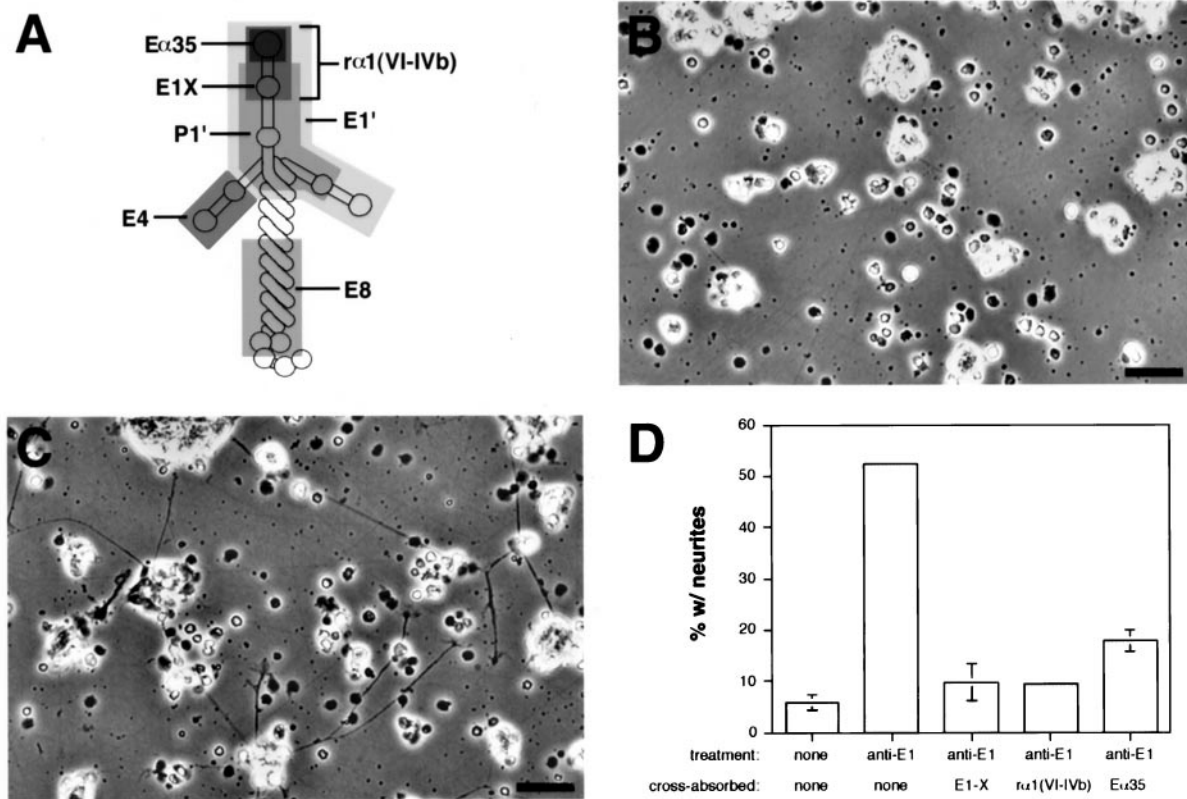 A
Eα35
E1X
rα1(VI-IVb)
P1'
E1'
E4
E8
B
C
D
% w/ neurites
60
50
40
30
20
10
0
treatment: none anti-E1 anti-E1 anti-E1 anti-E1
cross-absorbed: none none E1-X rα1(VI-IVb) Eα35